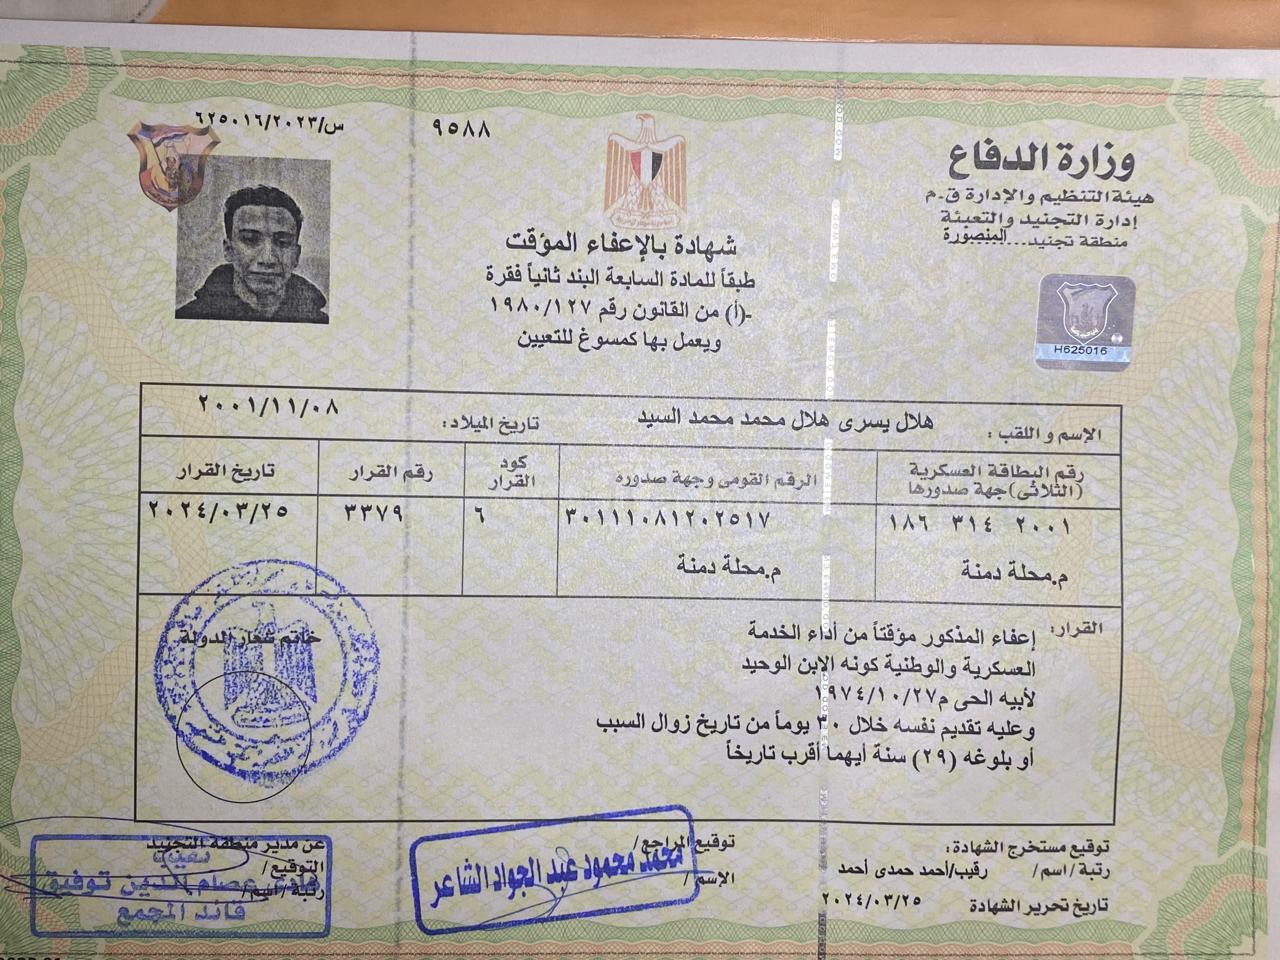 وزارة الدفاع
هيئة التنظيم والإدارة ق.م
إدارة التجنيد والتعبئة
منطقة تجنيد...المنصورة
H625016
٩٥٨٨
س/٦٢٥٠١٦/٢٠٢٣
شهادة بالإعفاء المؤقت
طبقاً للمادة السابعة البند ثانياً فقرة
-(أ) من القانون رقم ١٩٨٠/١٢٧
ويعمل بها كمسوغ للتعيين
الإسم و اللقب : هلال يسرى هلال محمد محمد السيد تاريخ الميلاد: ٢٠٠١/١١/٠٨
رقم البطاقة العسكرية (الثلاثى)جهة صدورها
الرقم القومى وجهة صدوره
كود القرار
رقم القرار
تاريخ القرار
٢٠٠١ ٣١٤ ١٨٦
٣٠١١١٠٨١٢٠٢٥١٧
٦
٣٣٧٩
٢٠٢٤/٠٣/٢٥
م.محلة دمنة
م.محلة دمنة
القرار: إعفاء المذكور مؤقتاً من أداء الخدمة
العسكرية والوطنية كونه الابن الوحيد
لأبيه الحى م١٩٧٤/١٠/٢٧
وعليه تقديم نفسه خلال ٣٠ يوماً من تاريخ زوال السبب
أو بلوغه (٢٩) سنة أيهما أقرب تاريخاً
خاتم شعار الدولة
توقيع مستخرج الشهادة:
رتبة / اسم/ رقيب/أحمد حمدى أحمد
تاريخ تحرير الشهادة ٢٠٢٤/٠٣/٢٥
توقيع المراجع/
الإسم/
محمد محمود عبد الجواد الشاعر
عن مدير منطقة التجنيد
التوقيع/
رتبة / اسم/
عصام الدين توفيق
قائد المجمع